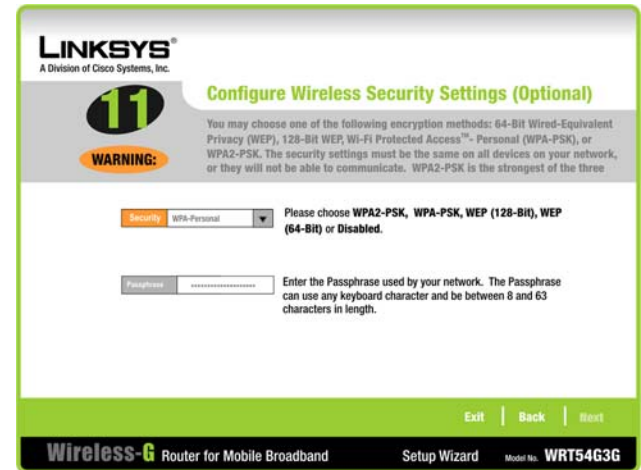 LINKSYS®
A Division of Cisco Systems, Inc.
11
WARNING:
Configure Wireless Security Settings (Optional)
You may choose one of the following encryption methods: 64-Bit Wired-Equivalent
Privacy (WEP), 128-Bit WEP, Wi-Fi Protected Access™- Personal (WPA-PSK), or
WPA2-PSK. The security settings must be the same on all devices on your network,
or they will not be able to communicate. WPA2-PSK is the strongest of the three
Security WPA-Personal
Please choose WPA2-PSK, WPA-PSK, WEP (128-Bit), WEP
(64-Bit) or Disabled.
Passphrase
Enter the Passphrase used by your network. The Passphrase
can use any keyboard character and be between 8 and 63
characters in length.
Exit Back Next
Wireless-G Router for Mobile Broadband Setup Wizard Model No. WRT54G3G